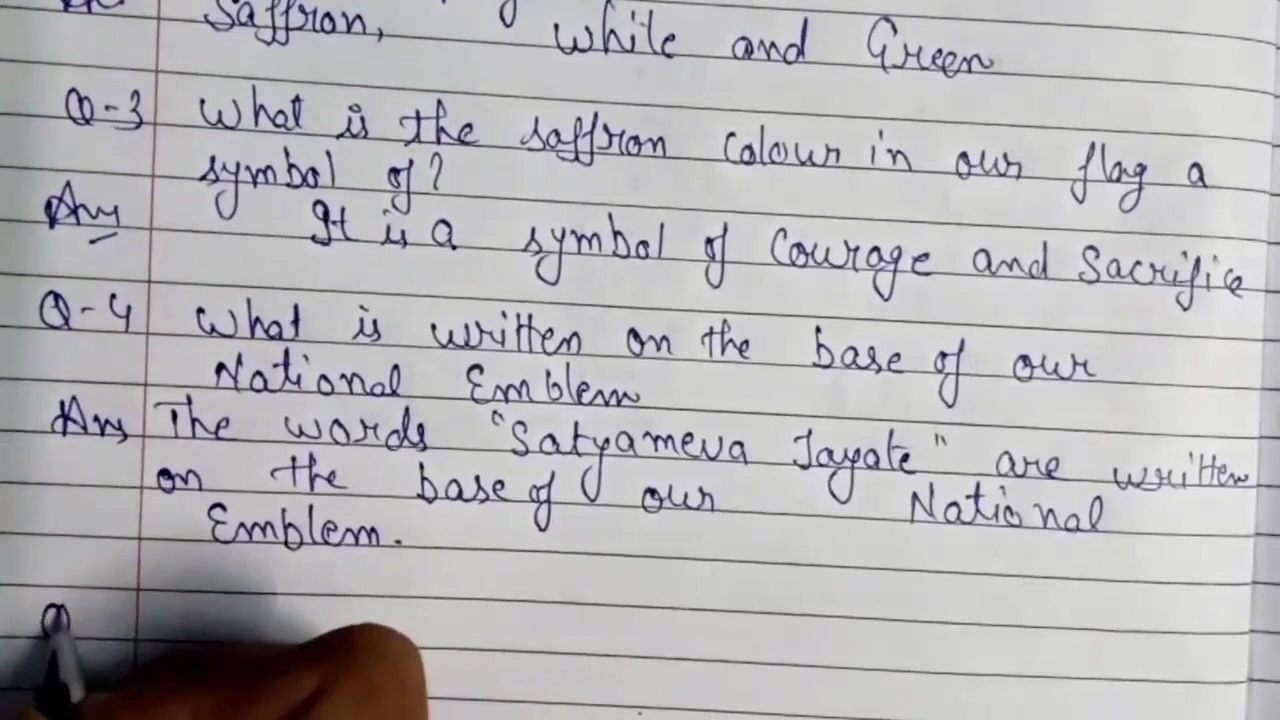 Saffron, while and Green
Q-3 What is the saffron colour in our flag a
symbol of?
Ans It is a symbol of Courage and Sacrifice
Q-4 What is written on the base of our
National Emblem
Ans The words "Satyameva Jayate" are written
on the base of our National
Emblem.
Q